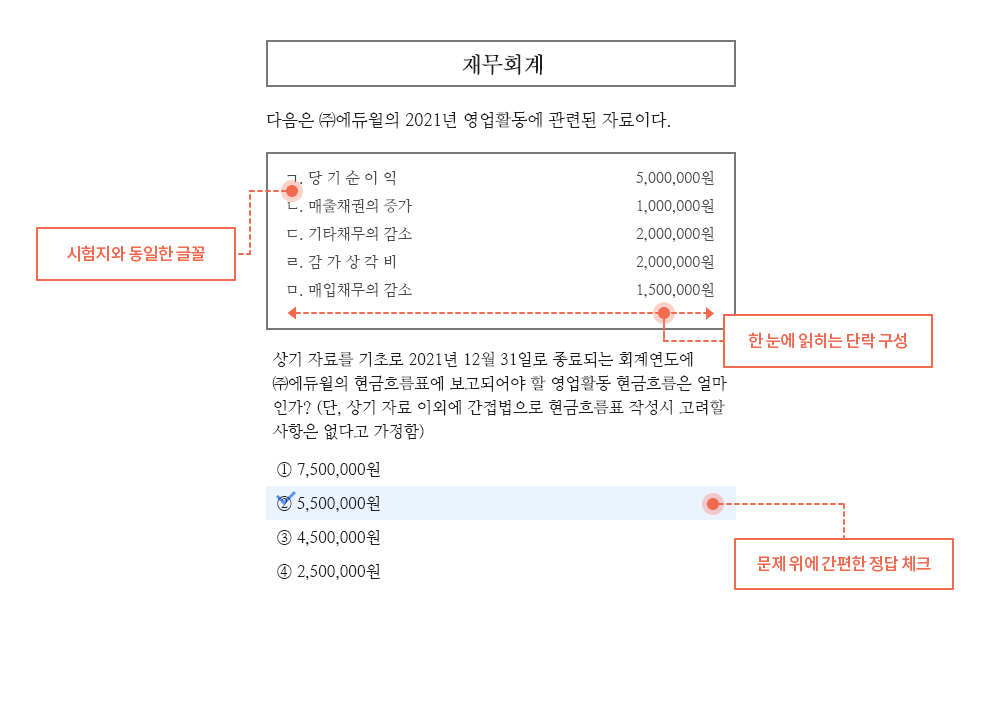 재무회계
다음은 ㈜에듀윌의 2021년 영업활동에 관련된 자료이다.
ㄱ. 당 기 순 이 익 5,000,000원
ㄴ. 매출채권의 증가 1,000,000원
ㄷ. 기타채무의 감소 2,000,000원
ㄹ. 감 가 상 각 비 2,000,000원
ㅁ. 매입채무의 감소 1,500,000원
시험지와 동일한 글꼴
한 눈에 읽히는 단락 구성
상기 자료를 기초로 2021년 12월 31일로 종료되는 회계연도에
㈜에듀윌의 현금흐름표에 보고되어야 할 영업활동 현금흐름은 얼마
인가? (단, 상기 자료 이외에 간접법으로 현금흐름표 작성시 고려할
사항은 없다고 가정함)
① 7,500,000원
② 5,500,000원
③ 4,500,000원
④ 2,500,000원
문제 위에 간편한 정답 체크